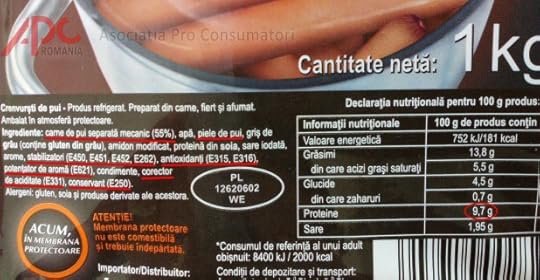 APC
ROMANIA
Asociatia Pro Consumatori
Cantitate netă: 1 kg
Crenvurști de pui - Produs refrigerat. Preparat din carne, fiert și afumat.
Ambalat în atmosferă protectoare.
Ingrediente: carne de pui separată mecanic (55%), apă, piele de pui, griș de
grâu (conține gluten din grâu), amidon modificat, proteină din soia, sare iodată,
arome, stabilizatori (E450, E451, E452, E262), antioxidanți (E315, E316),
potențator de aromă (E621), condimente, corector
de aciditate (E331), conservant (E250).
Alergeni: gluten, soia și produse derivate ale acestora.
PL
12620602
WE
ACUM,
ÎN MEMBRANĂ
PROTECTOARE
ATENȚIE!
Membrana protectoare
nu este comestibilă
și trebuie îndepărtată.
Importator/Distribuitor:
Declarația nutrițională pentru 100 g produs:
Informații nutriționale 100 g de produs conțin
Valoare energetică 752 kJ/181 kcal
Grăsimi 13,8 g
din care acizi grași saturați 5,5 g
Glucide 4,5 g
din care zaharuri 0,7 g
Proteine 9,7 g
Sare 1,95 g
*Consumul de referință al unui adult
obișnuit: 8400 kJ / 2000 kcal
Condiții de depozitare și transport: